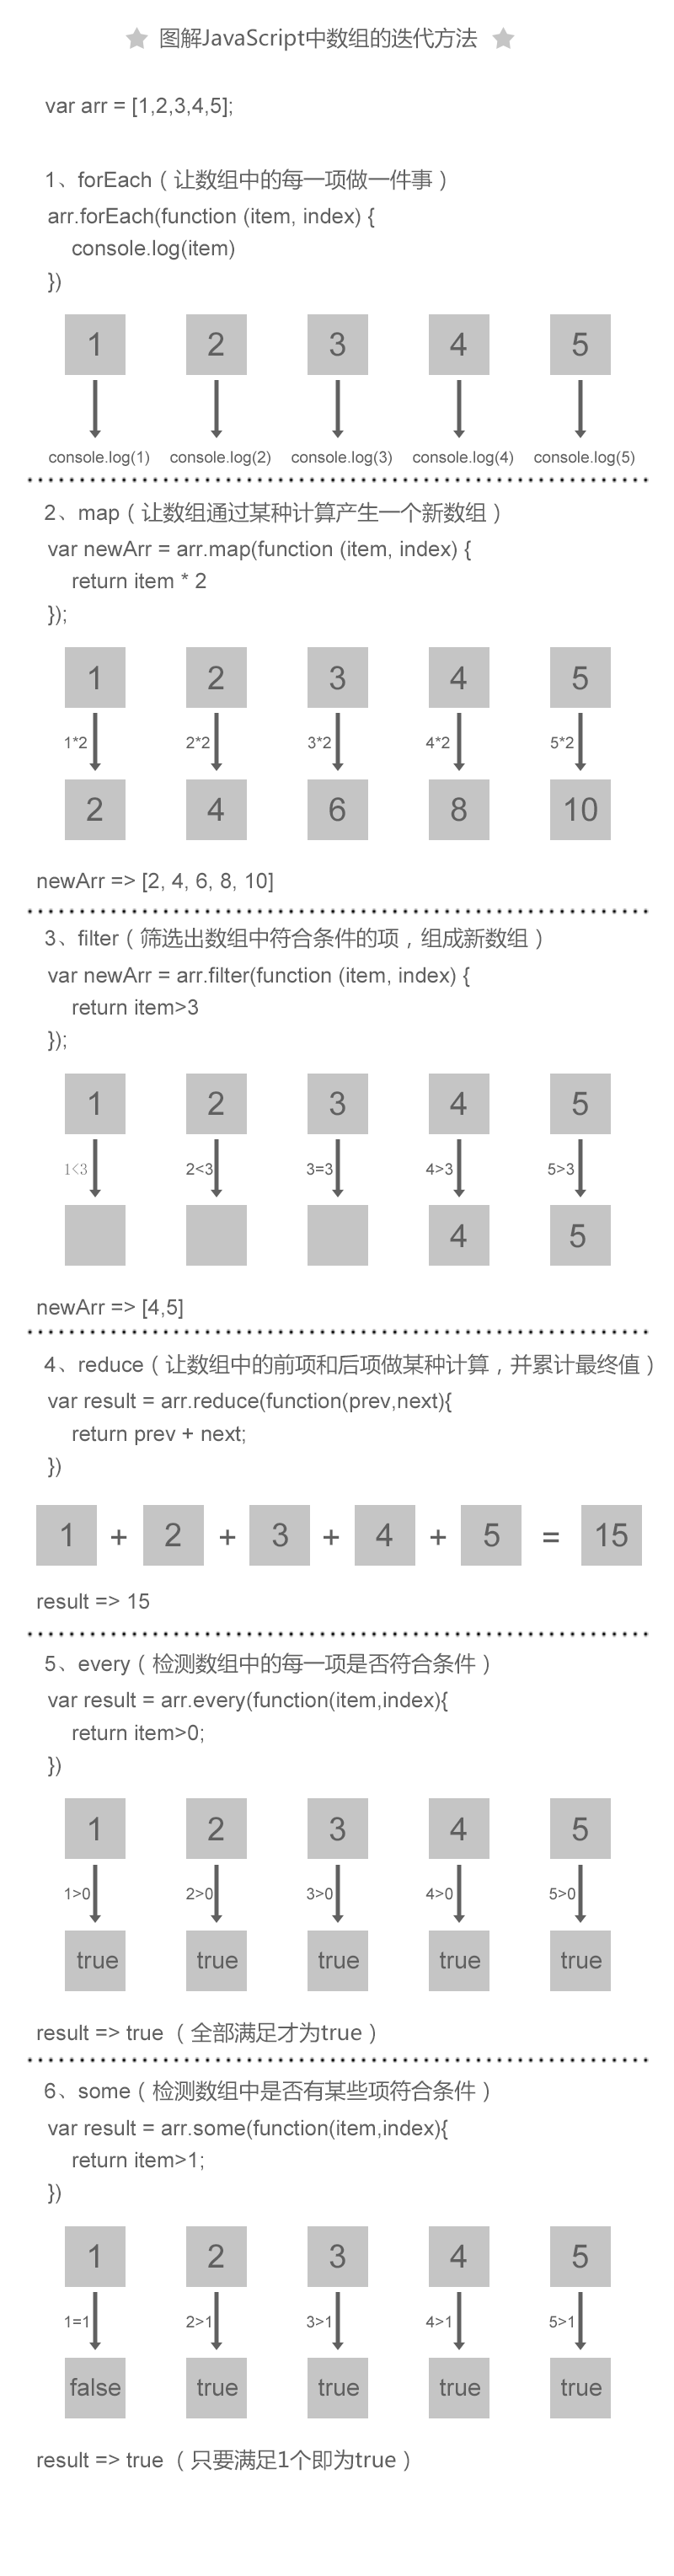 图解JavaScript中数组的迭代方法
var arr = [1,2,3,4,5];
1、forEach（让数组中的每一项做一件事）
arr.forEach(function (item, index) {
console.log(item)
})
1 2 3 4 5
console.log(1) console.log(2) console.log(3) console.log(4) console.log(5)
2、map（让数组通过某种计算产生一个新数组）
var newArr = arr.map(function (item, index) {
return item * 2
});
1 2 3 4 5
1*2 2*2 3*2 4*2 5*2
2 4 6 8 10
newArr => [2, 4, 6, 8, 10]
3、filter（筛选出数组中符合条件的项，组成新数组）
var newArr = arr.filter(function (item, index) {
return item>3
});
1 2 3 4 5
1<3 2<3 3=3 4>3 5>3
4 5
newArr => [4,5]
4、reduce（让数组中的前项和后项做某种计算，并累计最终值）
var result = arr.reduce(function(prev,next){
return prev + next;
})
1 + 2 + 3 + 4 + 5 = 15
result => 15
5、every（检测数组中的每一项是否符合条件）
var result = arr.every(function(item,index){
return item>0;
})
1 2 3 4 5
1>0 2>0 3>0 4>0 5>0
true true true true true
result => true（全部满足才为true）
6、some（检测数组中是否有某些项符合条件）
var result = arr.some(function(item,index){
return item>1;
})
1 2 3 4 5
1=1 2>1 3>1 4>1 5>1
false true true true true
result => true（只要满足1个即为true）